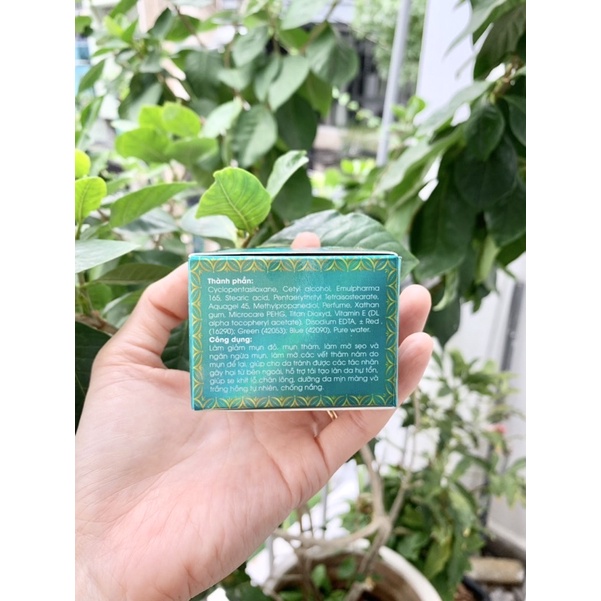 Thành phần:
Cyclopentasiloxane, Cetyl alcohol, Emulpharma
165, Stearic acid, Pentaerythrityl Tetraisostearate,
Aquagel 45, Methylpropanediol, Perfume, Xathan
gum, Microcare PEHG, Titan Dioxyd, Vitamin E (DL
alpha tocopheryl acetate), Disodium EDTA, ± Red
(16290); Green (42053); Blue (42090), Pure water.
Công dụng:
Làm giảm mụn đỏ, mụn thâm, làm mờ sẹo và
ngăn ngừa mụn, làm mờ các vết thâm nám do
mụn để lại, giúp cho da tránh được các tác nhân
gây hại từ bên ngoài, hỗ trợ tái tạo làn da hư tổn,
giúp se khít lỗ chân lông, dưỡng da mịn màng và
trắng hồng tự nhiên, chống nắng.